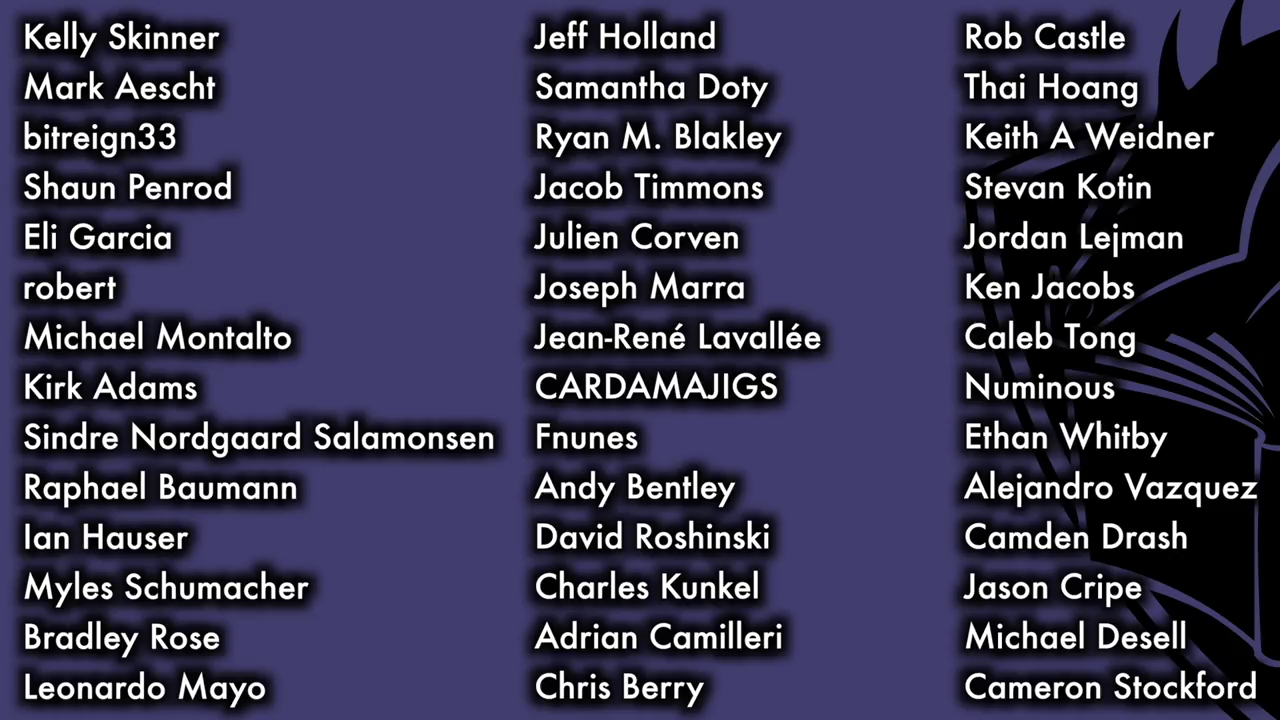 Kelly Skinner
Mark Aescht
bitreign33
Shaun Penrod
Eli Garcia
robert
Michael Montalto
Kirk Adams
Sindre Nordgaard Salamonsen
Raphael Baumann
Ian Hauser
Myles Schumacher
Bradley Rose
Leonardo Mayo
Jeff Holland
Samantha Doty
Ryan M. Blakley
Jacob Timmons
Julien Corven
Joseph Marra
Jean-René Lavallée
CARDAMAJIGS
Fnunes
Andy Bentley
David Roshinski
Charles Kunkel
Adrian Camilleri
Chris Berry
Rob Castle
Thai Hoang
Keith A Weidner
Stevan Kotin
Jordan Lejman
Ken Jacobs
Caleb Tong
Numinous
Ethan Whitby
Alejandro Vazquez
Camden Drash
Jason Cripe
Michael Desell
Cameron Stockford